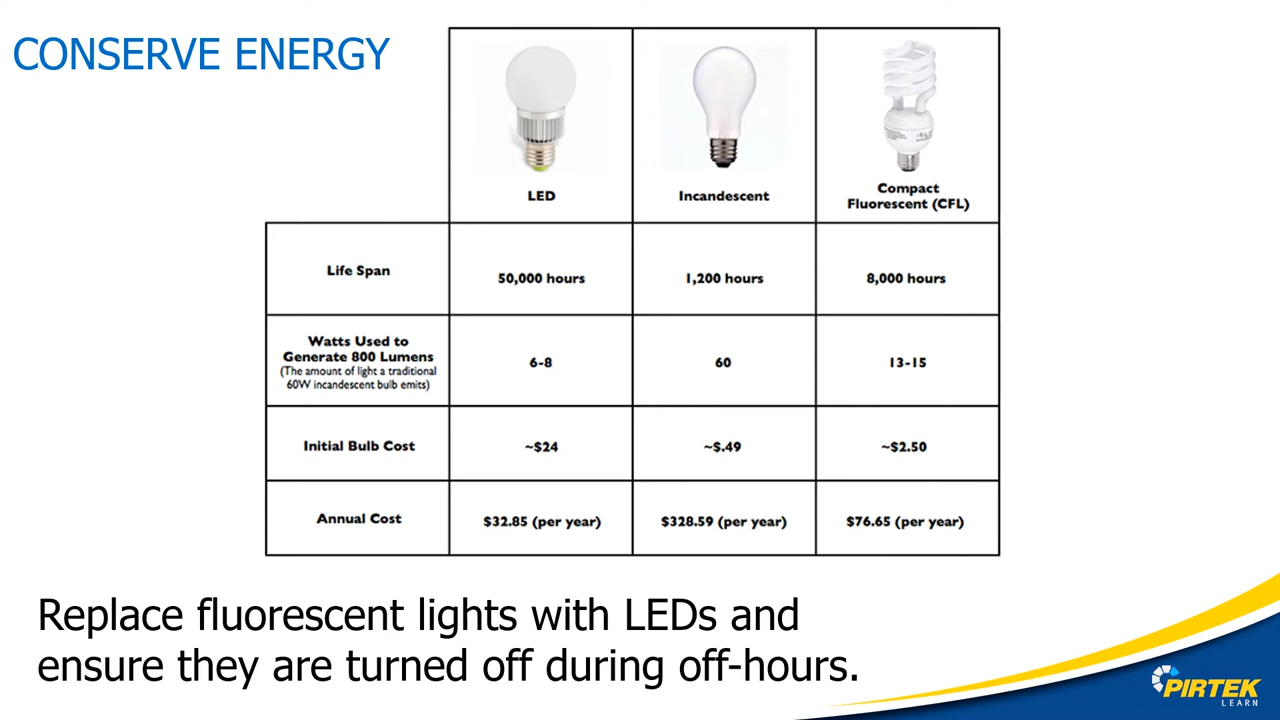 CONSERVE ENERGY
LED
Incandescent
Compact
Fluorescent (CFL)
Life Span
50,000 hours
1,200 hours
8,000 hours
Watts Used to
Generate 800 Lumens
(The amount of light a traditional
60W incandescent bulb emits)
6-8
60
13-15
Initial Bulb Cost
~$24
~$.49
~$2.50
Annual Cost
$32.85 (per year)
$328.59 (per year)
$76.65 (per year)
Replace fluorescent lights with LEDs and
ensure they are turned off during off-hours.
PIRTEK
LEARN